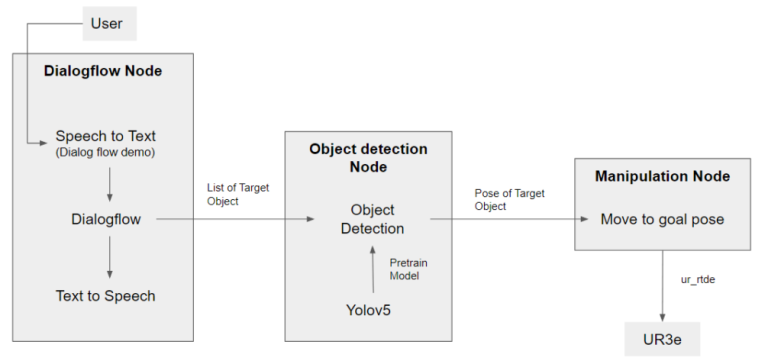 User
Dialogflow Node
Speech to Text
(Dialog flow demo)
Dialogflow
Text to Speech
List of Target
Object
Object detection
Node
Object
Detection
Pretrain
Model
Yolov5
Pose of Target
Object
Manipulation Node
Move to goal pose
ur_rtde
UR3e